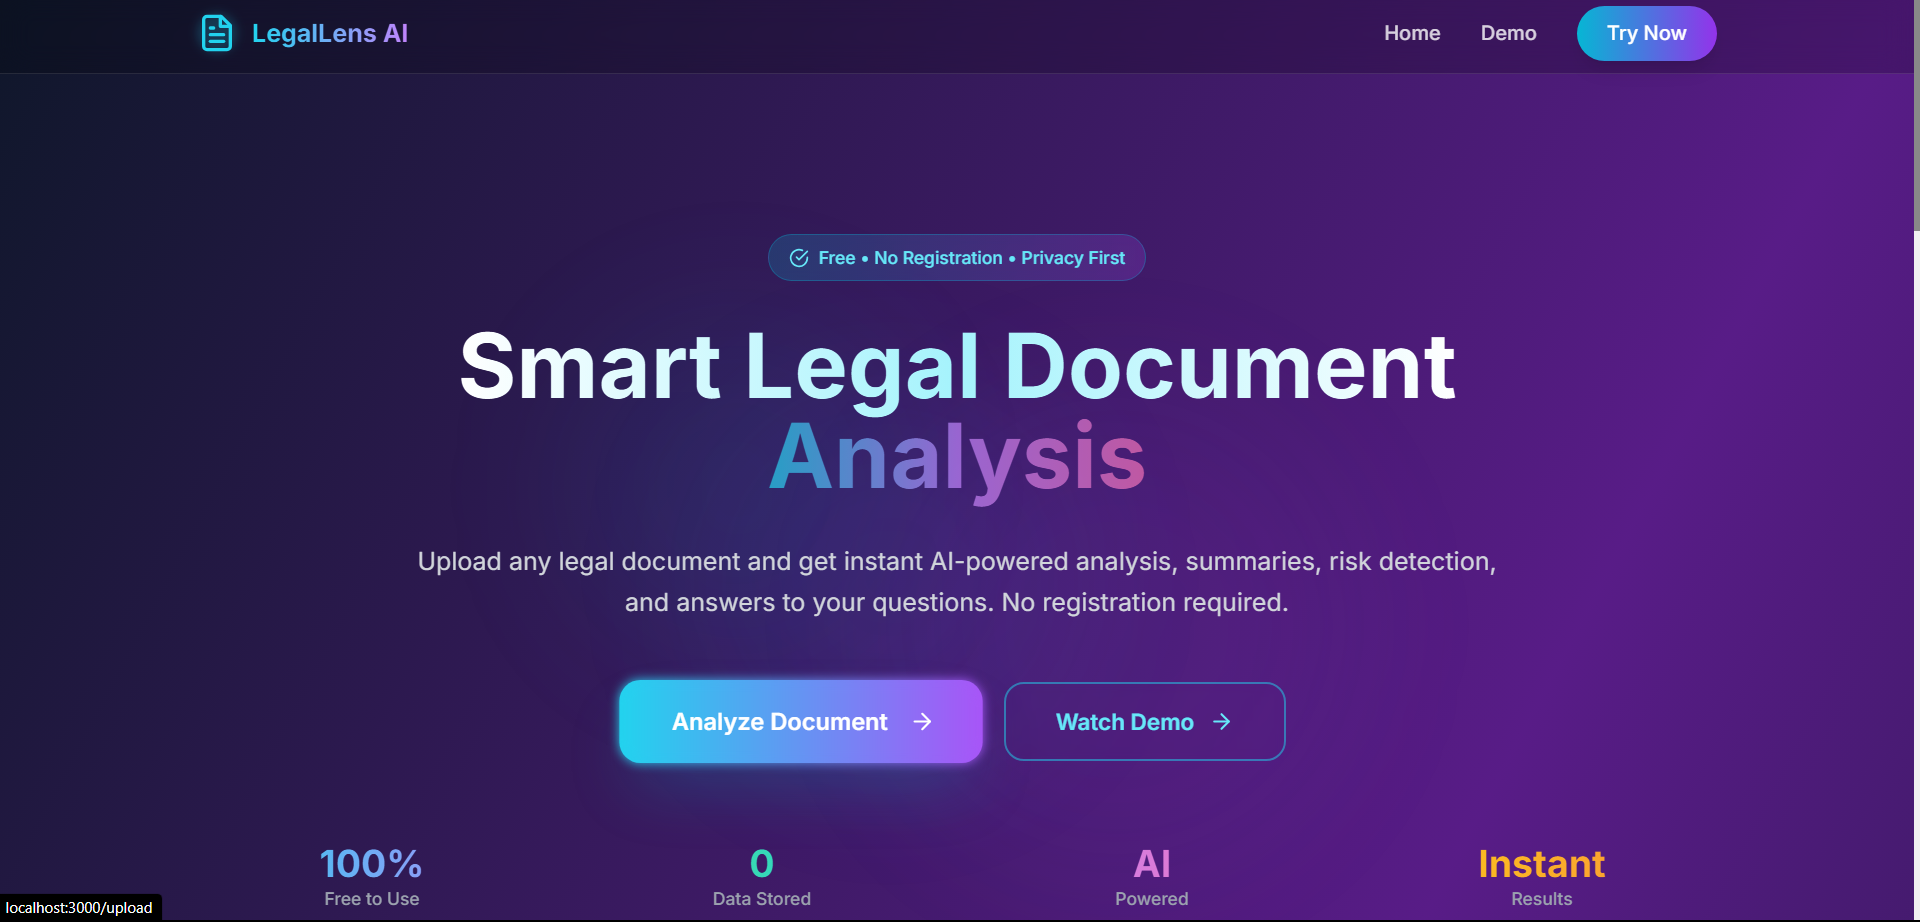 LegalLens AI
Home
Demo
Try Now
Free • No Registration • Privacy First
Smart Legal Document
Analysis
Upload any legal document and get instant AI-powered analysis, summaries, risk detection,
and answers to your questions. No registration required.
Analyze Document →
Watch Demo →
100%
Free to Use
0
Data Stored
AI
Powered
Instant
Results
localhost:3000/upload